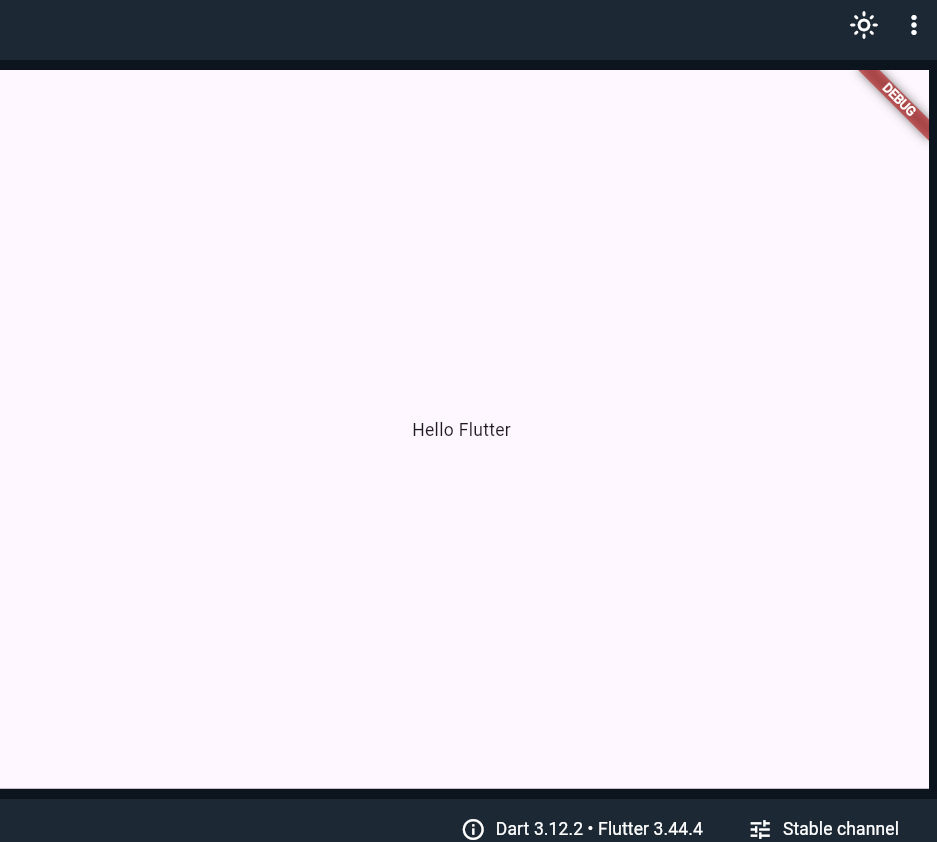 DEBUG
Hello Flutter
Dart 3.12.2 • Flutter 3.44.4
Stable channel